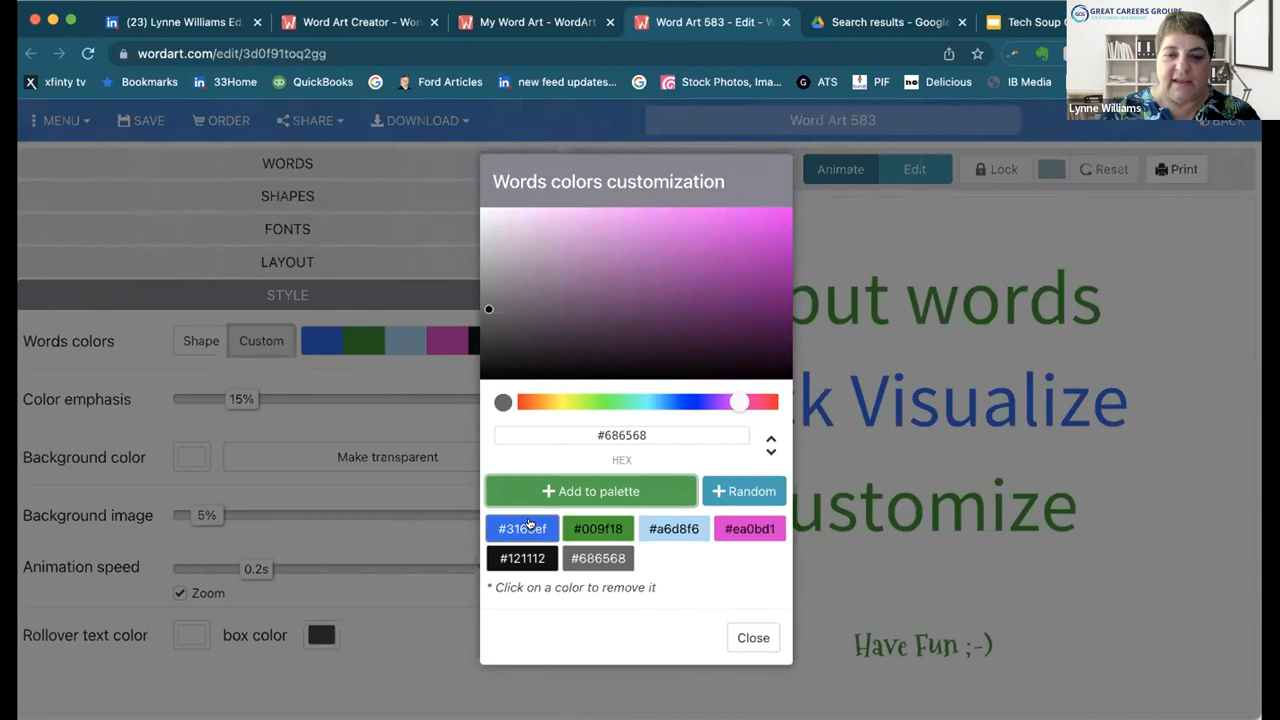 (23) Lynne Williams Ed.
Word Art Creator - Wor
My Word Art - WordArt
Word Art 583 - Edit - W
Search results - Google
Tech Soup
GREAT CAREERS GROUPS
Lynne Williams
wordart.com/edit/3d0f91toq2gg
xfinity tv
Bookmarks
33Home
QuickBooks
Ford Articles
new feed updates...
Stock Photos, Ima...
ATS
PIF
Delicious
IB Media
MENU
SAVE
ORDER
SHARE
DOWNLOAD
Word Art 583
BACK
WORDS
SHAPES
FONTS
LAYOUT
STYLE
Words colors
Shape
Custom
Color emphasis
15%
Background color
Make transparent
Background image
5%
Animation speed
0.2s
Zoom
Rollover text color
box color
Words colors customization
#686568
HEX
+ Add to palette
+ Random
#009f18
#a6d8f6
#ea0bd1
#121112
#686568
* Click on a color to remove it
Close
Animate
Edit
Lock
Reset
Print
put words
k Visualize
ustomize
Have Fun ;-)